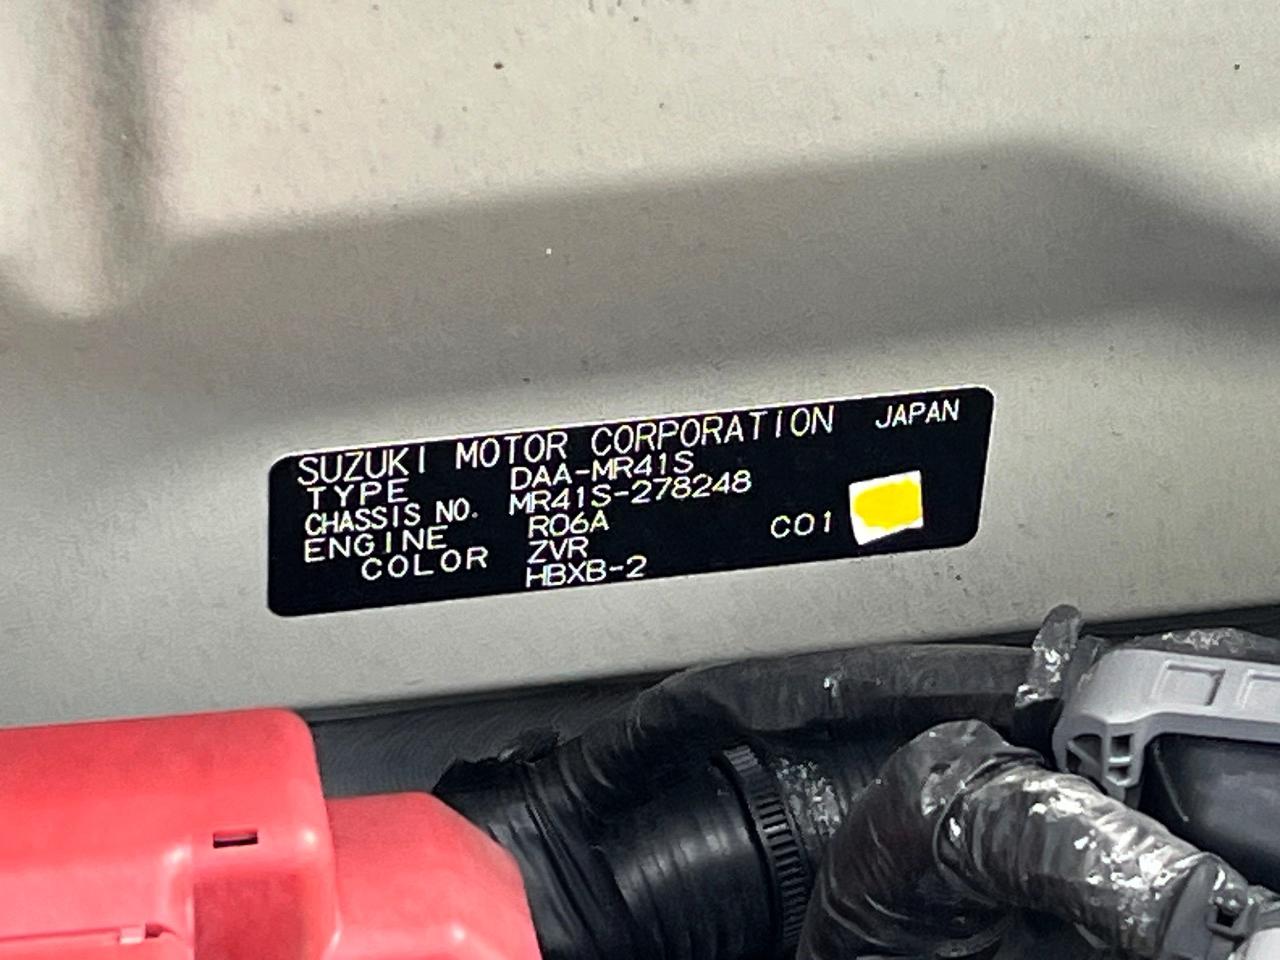 SUZUKI MOTOR CORPORATION JAPAN
TYPE DAA-MR41S
CHASSIS NO. MR41S-278248
ENGINE R06A C01
COLOR ZVR
HBXB-2